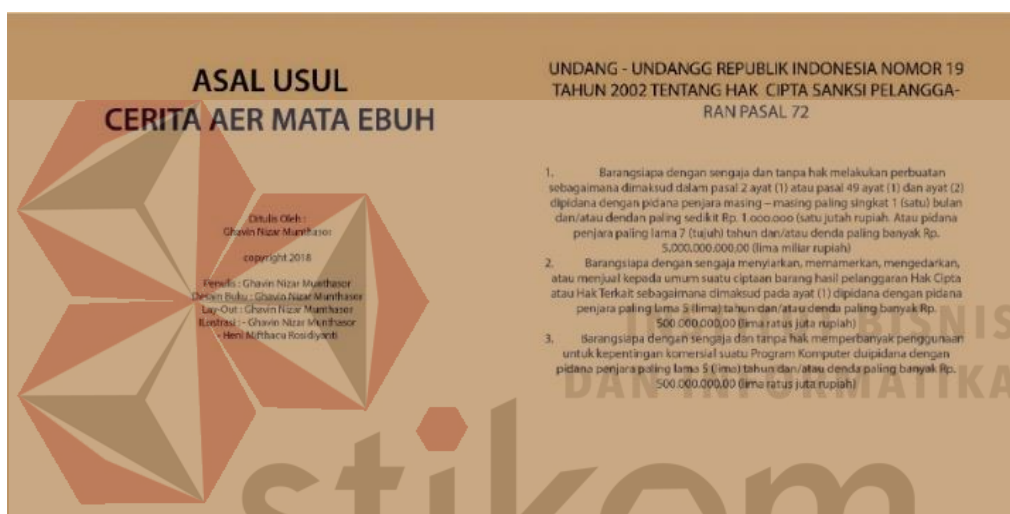 ASAL USUL
CERITA AER MATA EBUH
Ditulis Oleh :
Ghavin Nizar Munthasor
copyright 2018
Penulis : Ghavin Nizar Munthasor
Desain Buku : Ghavin Nizar Munthasor
Lay-Out : Ghavin Nizar Munthasor
ILustrasi : - Ghavin Nizar Munthasor
- Heni Mifthacu Rosidiyanti
UNDANG - UNDANGG REPUBLIK INDONESIA NOMOR 19
TAHUN 2002 TENTANG HAK CIPTA SANKSI PELANGGA-
RAN PASAL 72
1. Barangsiapa dengan sengaja dan tanpa hak melakukan perbuatan
sebagaimana dimaksud dalam pasal 2 ayat (1) atau pasal 49 ayat (1) dan ayat (2)
dipidana dengan pidana penjara masing – masing paling singkat 1 (satu) bulan
dan/atau dendan paling sedikit Rp. 1.000.000 (satu jutah rupiah. Atau pidana
penjara paling lama 7 (tujuh) tahun dan/atau denda paling banyak Rp.
5,000.000.000,00 (lima miliar rupiah)
2. Barangsiapa dengan sengaja menyiarkan, memamerkan, mengedarkan,
atau menjual kepada umum suatu ciptaan barang hasil pelanggaran Hak Cipta
atau Hak Terkait sebagaimana dimaksud pada ayat (1) dipidana dengan pidana
penjara paling lama 5 (lima) tahun dan/atau denda paling banyak Rp.
500.000.000,00 (lima ratus juta rupiah)
3. Barangsiapa dengan sengaja dan tanpa hak memperbanyak penggunaan
untuk kepentingan komersial suatu Program Komputer duipidana dengan
pidana penjara paling lama 5 (lima) tahun dan/atau denda paling banyak Rp.
500.000.000,00 (lima ratus juta rupiah)
BISNIS
DAN INFORMATIKA
stikom